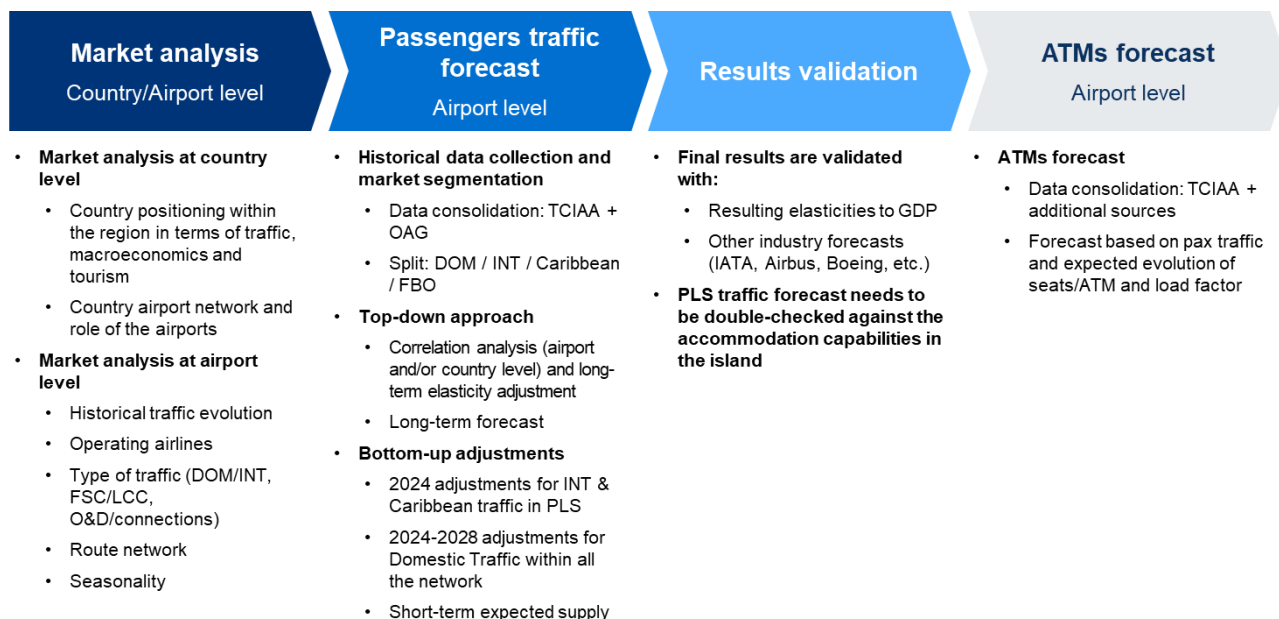 Market analysis
Country/Airport level
Passengers traffic
forecast
Airport level
Results validation
ATMs forecast
Airport level
• Market analysis at country
level
• Country positioning within
the region in terms of traffic,
macroeconomics and
tourism
• Country airport network and
role of the airports
• Market analysis at airport
level
• Historical traffic evolution
• Operating airlines
• Type of traffic (DOM/INT,
FSC/LCC,
O&D/connections)
• Route network
• Seasonality
• Historical data collection and
market segmentation
• Data consolidation: TCIAA +
OAG
• Split: DOM / INT / Caribbean
/ FBO
• Top-down approach
• Correlation analysis (airport
and/or country level) and long-
term elasticity adjustment
• Long-term forecast
• Bottom-up adjustments
• 2024 adjustments for INT &
Caribbean traffic in PLS
• 2024-2028 adjustments for
Domestic Traffic within all
the network
• Short-term expected supply
• Final results are validated
with:
• Resulting elasticities to GDP
• Other industry forecasts
(IATA, Airbus, Boeing, etc.)
• PLS traffic forecast needs to
be double-checked against the
accommodation capabilities in
the island
• ATMs forecast
• Data consolidation: TCIAA +
additional sources
• Forecast based on pax traffic
and expected evolution of
seats/ATM and load factor